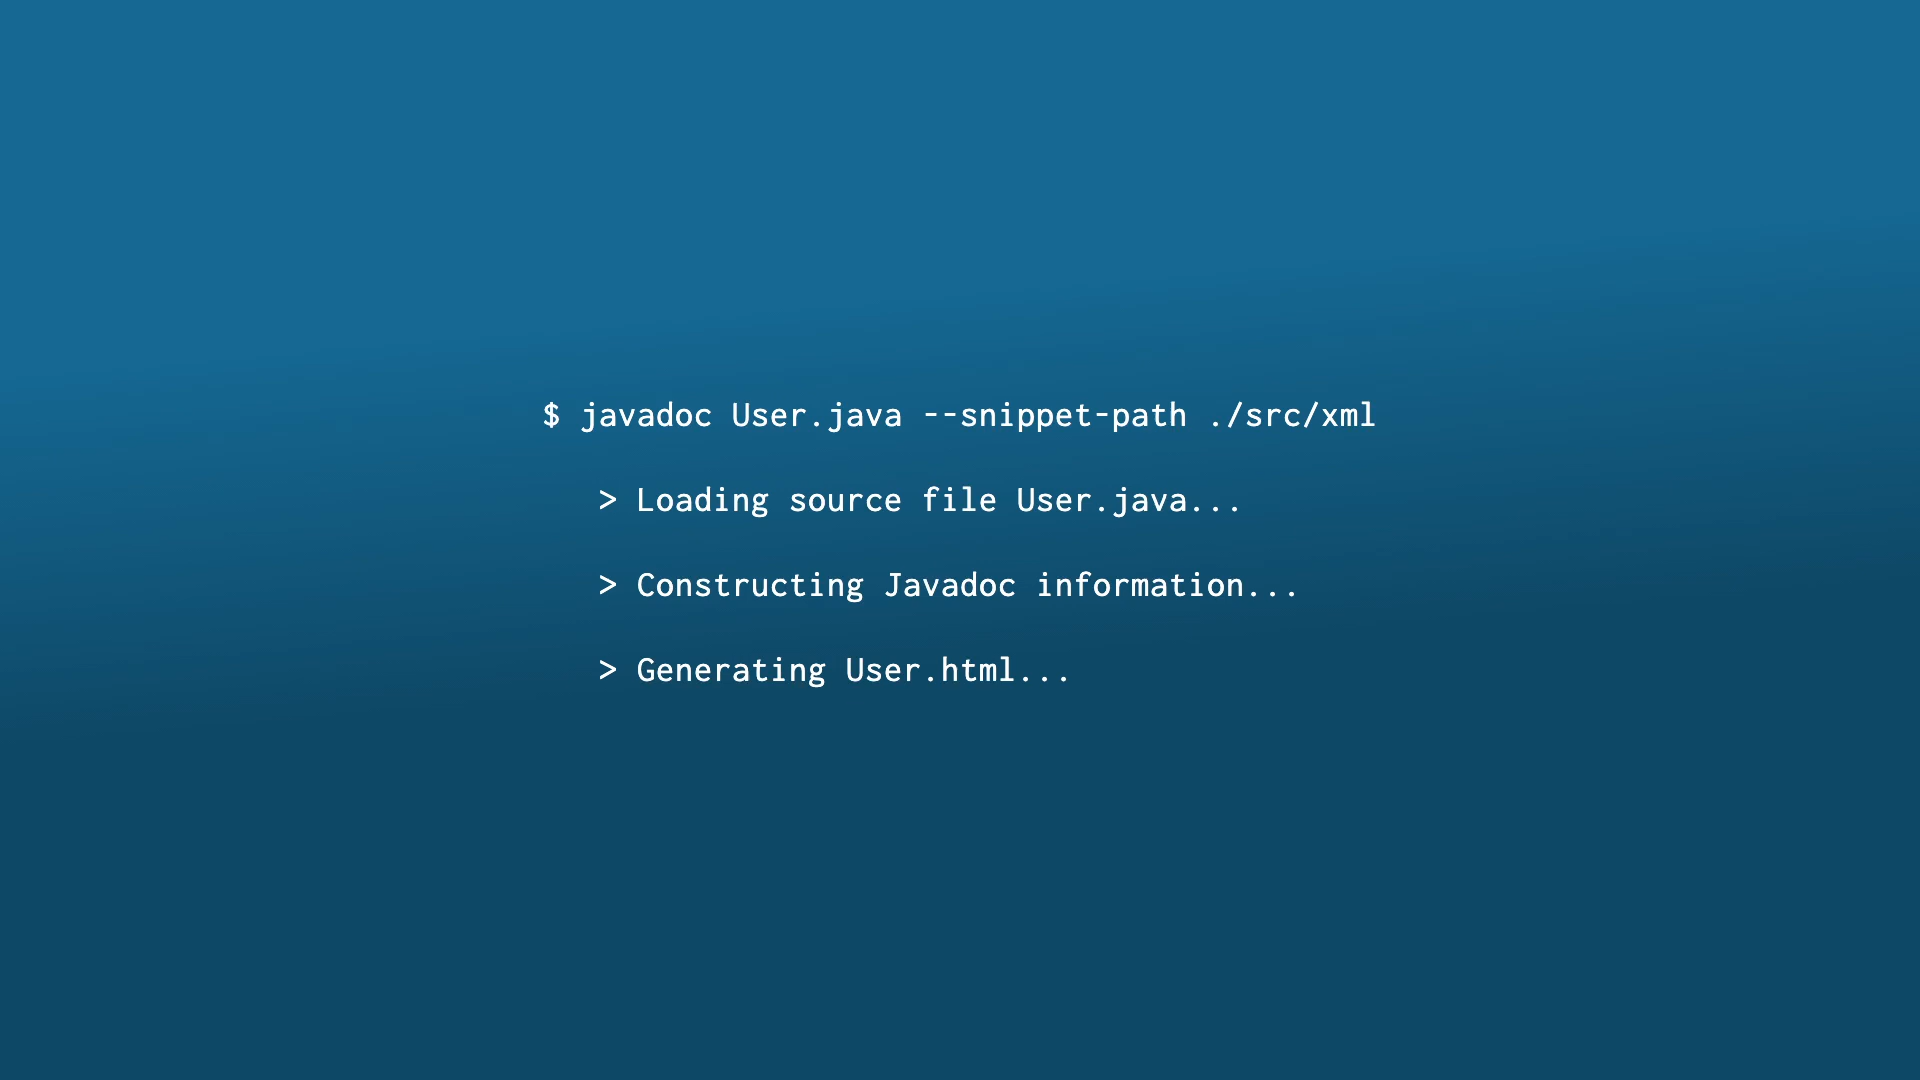 $ javadoc User.java --snippet-path ./src/xml
> Loading source file User.java...
> Constructing Javadoc information...
> Generating User.html...